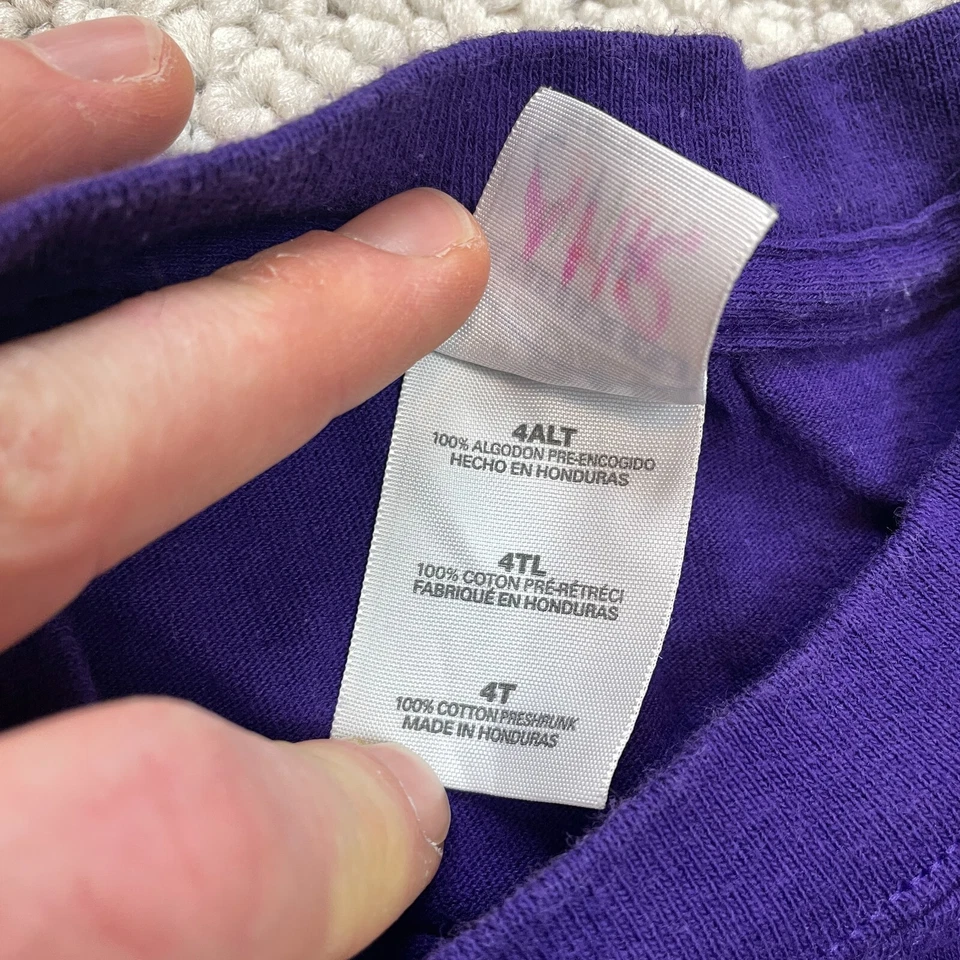 4ALT
100% ALGODON PRE-ENCOGIDO
HECHO EN HONDURAS
4TL
100% COTON PRÉ-RÉTRÉCI
FABRIQUÉ EN HONDURAS
4T
100% COTTON PRESHRUNK
MADE IN HONDURAS